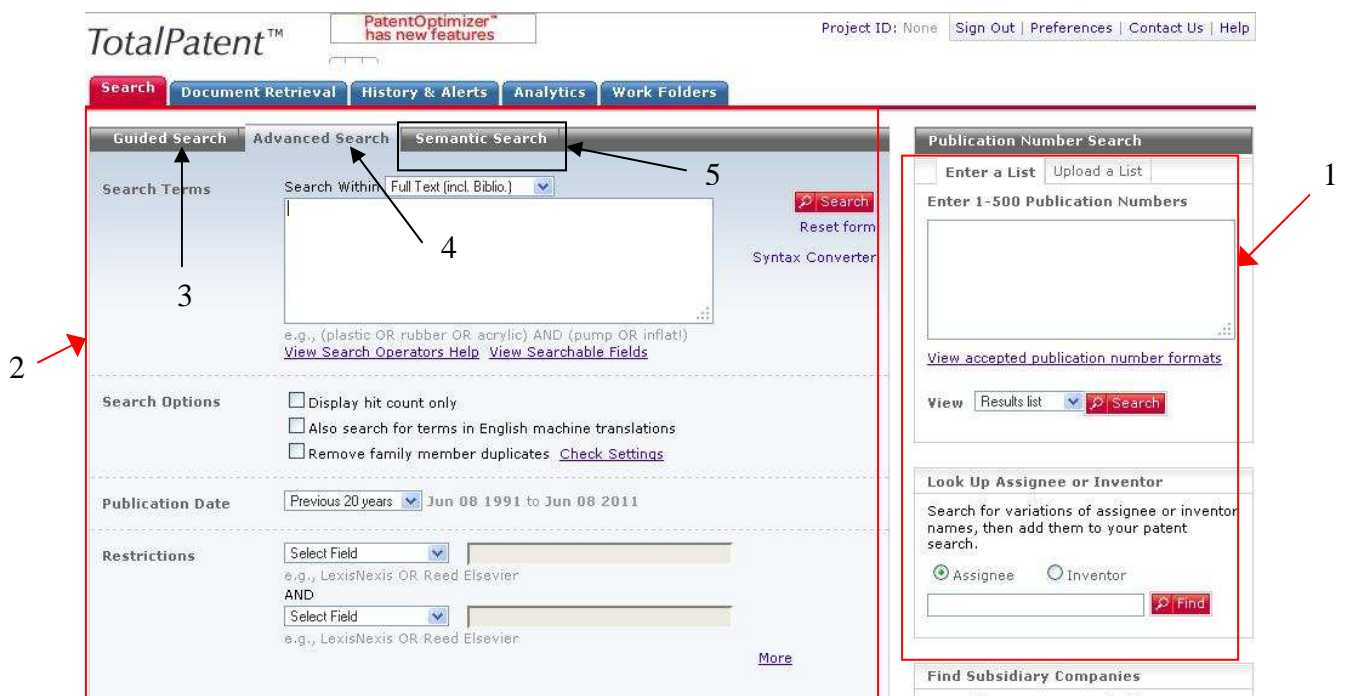 TotalPatent™
PatentOptimizer™
has new features
Project ID: None Sign Out | Preferences | Contact Us | Help
Search Document Retrieval History & Alerts Analytics Work Folders
Guided Search Advanced Search Semantic Search
Search Terms
Search Within Full Text (incl. Biblio.)
Search
Reset form
Syntax Converter
e.g., (plastic OR rubber OR acrylic) AND (pump OR inflat!)
View Search Operators Help View Searchable Fields
Search Options
Display hit count only
Also search for terms in English machine translations
Remove family member duplicates Check Settings
Publication Date Previous 20 years Jun 08 1991 to Jun 08 2011
Restrictions Select Field
e.g., LexisNexis OR Reed Elsevier
AND
Select Field
e.g., LexisNexis OR Reed Elsevier
More
Publication Number Search
Enter a List Upload a List
Enter 1-500 Publication Numbers
View accepted publication number formats
View Results list Search
Look Up Assignee or Inventor
Search for variations of assignee or inventor
names, then add them to your patent
search.
Assignee Inventor
Find
Find Subsidiary Companies
1
2
3
4
5